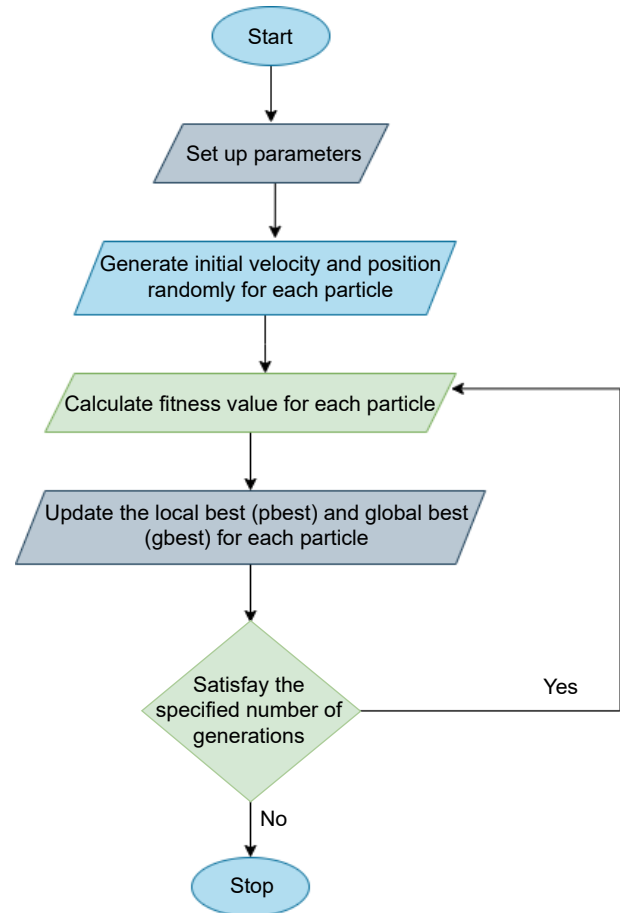 Start
Set up parameters
Generate initial velocity and position
randomly for each particle
Calculate fitness value for each particle
Update the local best (pbest) and global best
(gbest) for each particle
Satisfay the
specified number of
generations
Yes
No
Stop